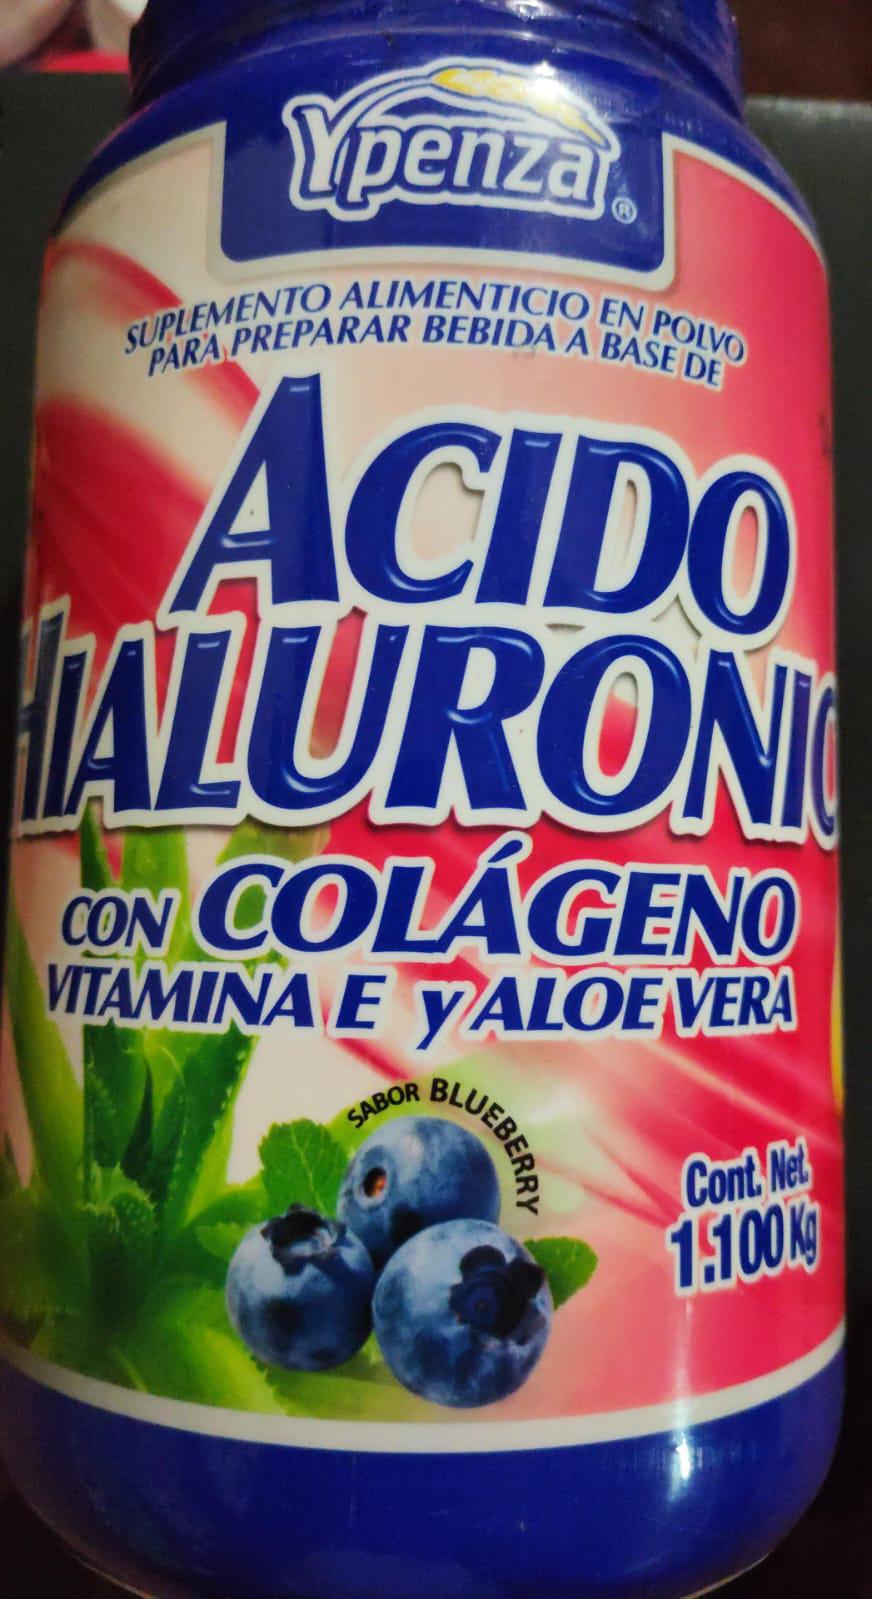 Ypenza®
SUPLEMENTO ALIMENTICIO EN POLVO
PARA PREPARAR BEBIDA A BASE DE
ACIDO
HIALURONIC
CON COLÁGENO
VITAMINA E y ALOE VERA
SABOR BLUEBERRY
Cont. Net.
1.100 Kg